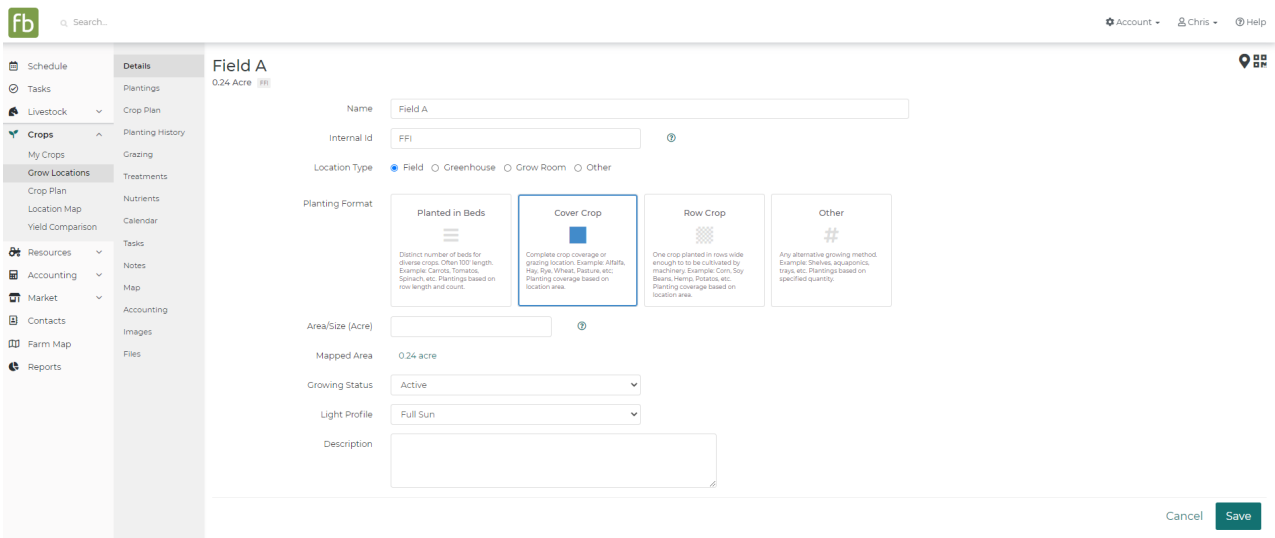 fb
Search...
Account
Chris
Help
Schedule
Tasks
Livestock
Crops
My Crops
Grow Locations
Crop Plan
Location Map
Yield Comparison
Resources
Accounting
Market
Contacts
Farm Map
Reports
Details
Plantings
Crop Plan
Planting History
Grazing
Treatments
Nutrients
Calendar
Tasks
Notes
Map
Accounting
Images
Files
Field A
0.24 Acre
Name
Field A
Internal Id
FFI
Location Type
Field
Greenhouse
Grow Room
Other
Planting Format
Planted in Beds
Distinct number of beds for
diverse crops. Often 100' length.
Example: Carrots, Tomatos,
Spinach, etc. Plantings based on
row length and count.
Cover Crop
Complete crop coverage or
grazing location. Example: Alfalfa,
Hay, Rye, Wheat, Pasture, etc;
Planting coverage based on
location area.
Row Crop
One crop planted in rows wide
enough to to be cultivated by
machinery. Example: Corn, Soy
Beans, Hemp, Potatos, etc.
Planting coverage based on
location area.
Other
#
Any alternative growing method.
Example: Shelves, aquaponics,
trays, etc. Plantings based on
specified quantity.
Area/Size (Acre)
Mapped Area
0.24 acre
Growing Status
Active
Light Profile
Full Sun
Description
Cancel
Save